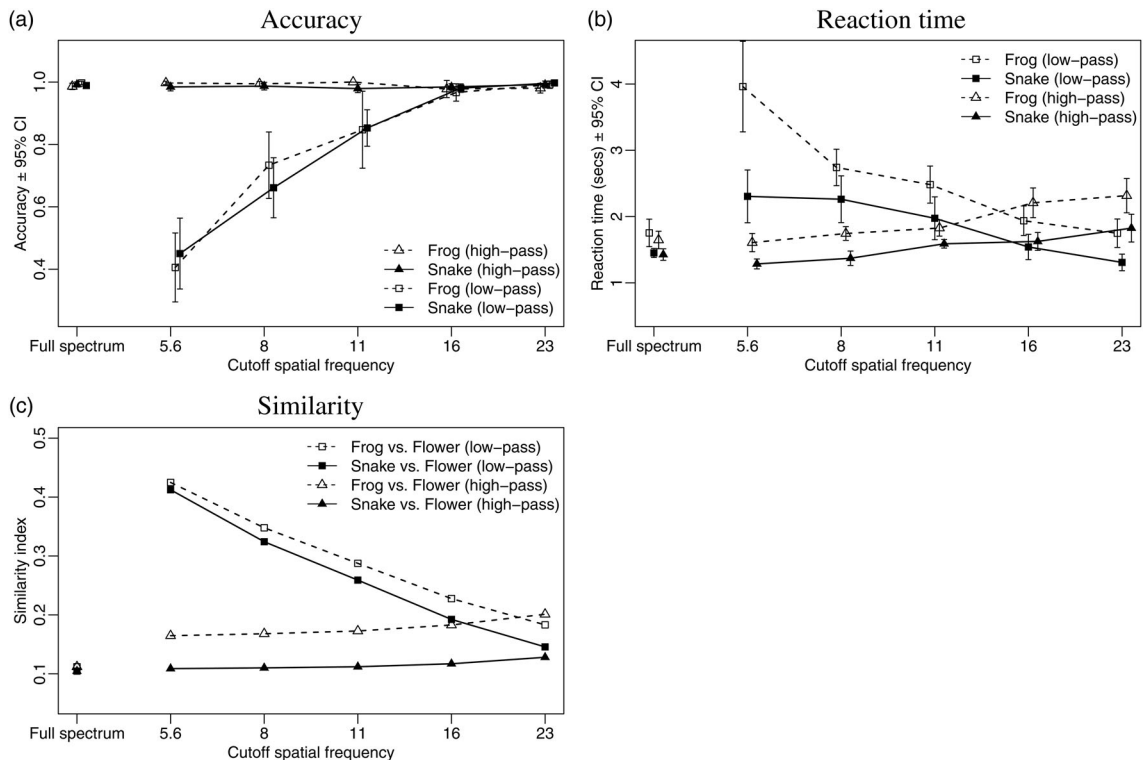 (a) Accuracy
Accuracy ± 95% CI
1.0
0.8
0.6
0.4
Frog (high−pass)
Snake (high−pass)
Frog (low−pass)
Snake (low−pass)
Full spectrum 5.6 8 11 16 23
Cutoff spatial frequency
(b) Reaction time
Reaction time (secs) ± 95% CI
4
3
2
1
Frog (low−pass)
Snake (low−pass)
Frog (high−pass)
Snake (high−pass)
Full spectrum 5.6 8 11 16 23
Cutoff spatial frequency
(c) Similarity
Similarity index
0.5
0.4
0.3
0.2
0.1
Frog vs. Flower (low−pass)
Snake vs. Flower (low−pass)
Frog vs. Flower (high−pass)
Snake vs. Flower (high−pass)
Full spectrum 5.6 8 11 16 23
Cutoff spatial frequency